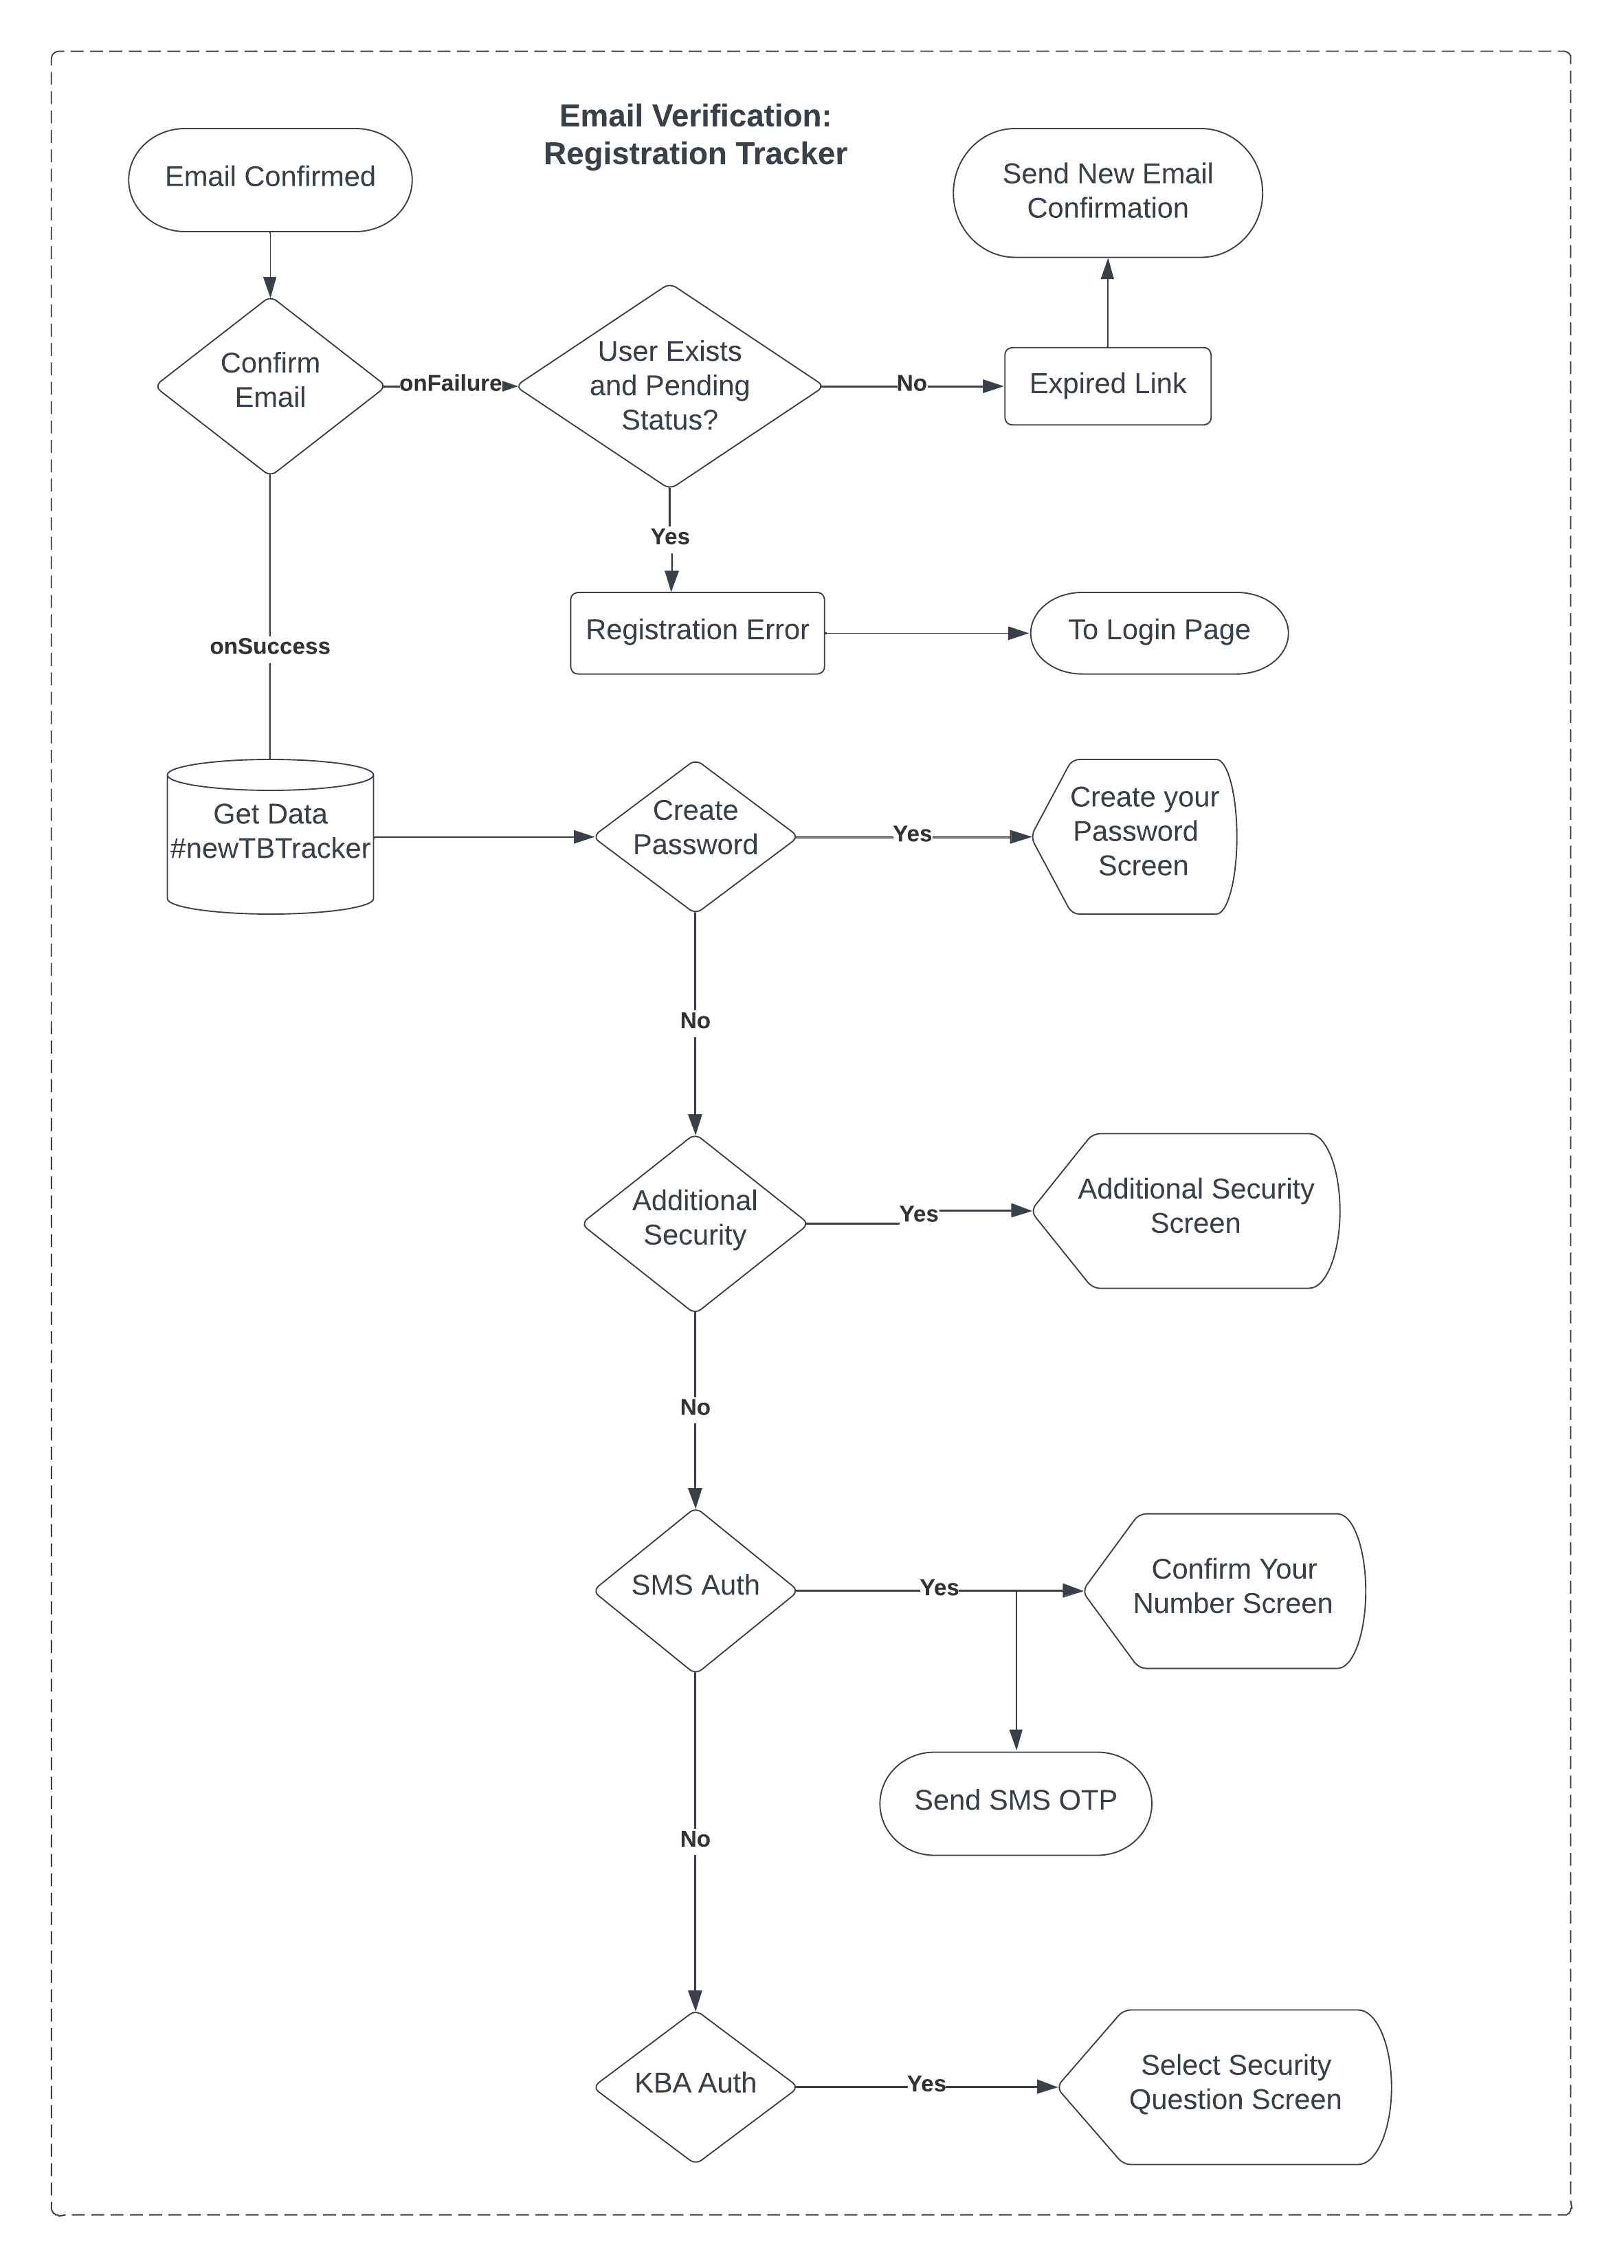 Email Verification:
Registration Tracker
Email Confirmed
Send New Email
Confirmation
Confirm
Email
onFailure
User Exists
and Pending
Status?
No
Expired Link
Yes
Registration Error
To Login Page
onSuccess
Get Data
#newTBTracker
Create
Password
Yes
Create your
Password
Screen
No
Additional
Security
Yes
Additional Security
Screen
No
SMS Auth
Yes
Confirm Your
Number Screen
Send SMS OTP
No
KBA Auth
Yes
Select Security
Question Screen